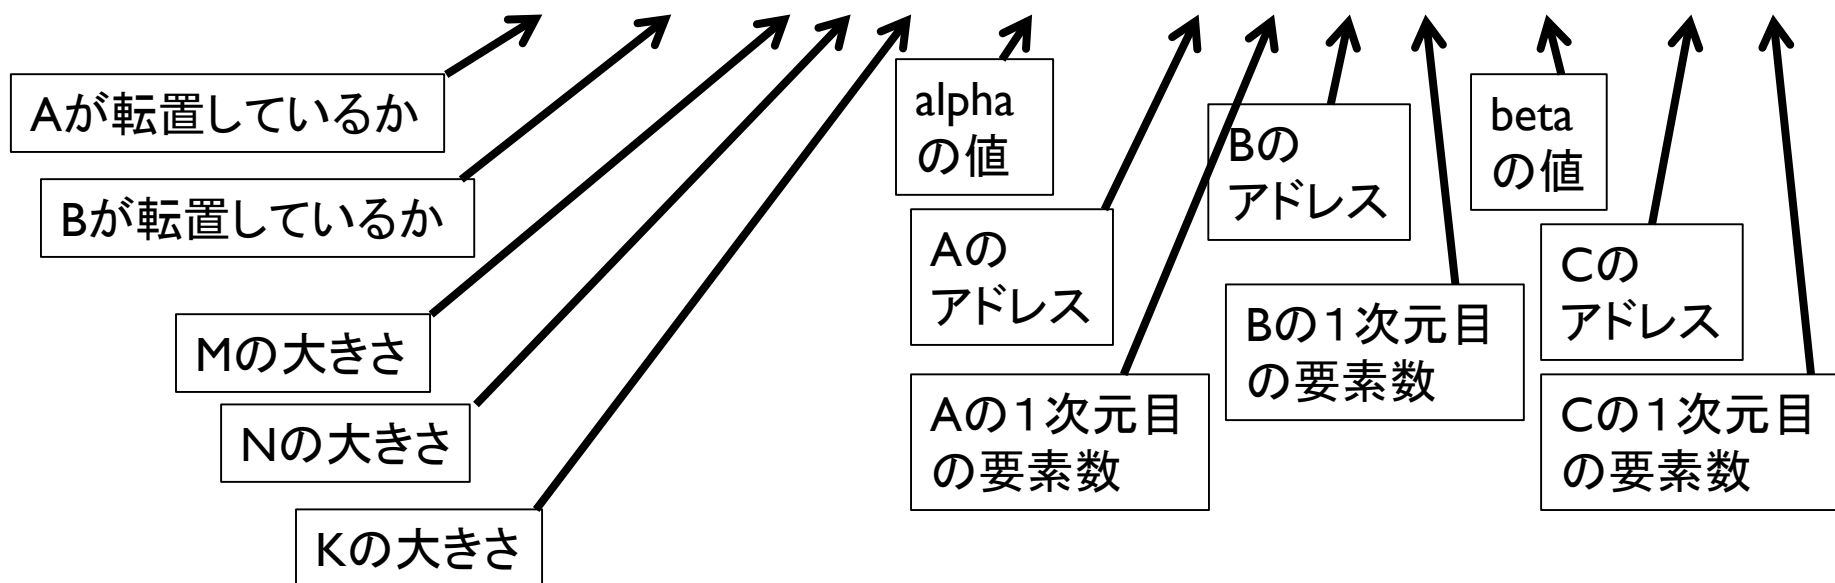 Aが転置しているか
Bが転置しているか
Mの大きさ
Nの大きさ
Kの大きさ
alpha
の値
Aの
アドレス
Aの１次元目
の要素数
Bの
アドレス
Bの１次元目
の要素数
beta
の値
Cの
アドレス
Cの１次元目
の要素数